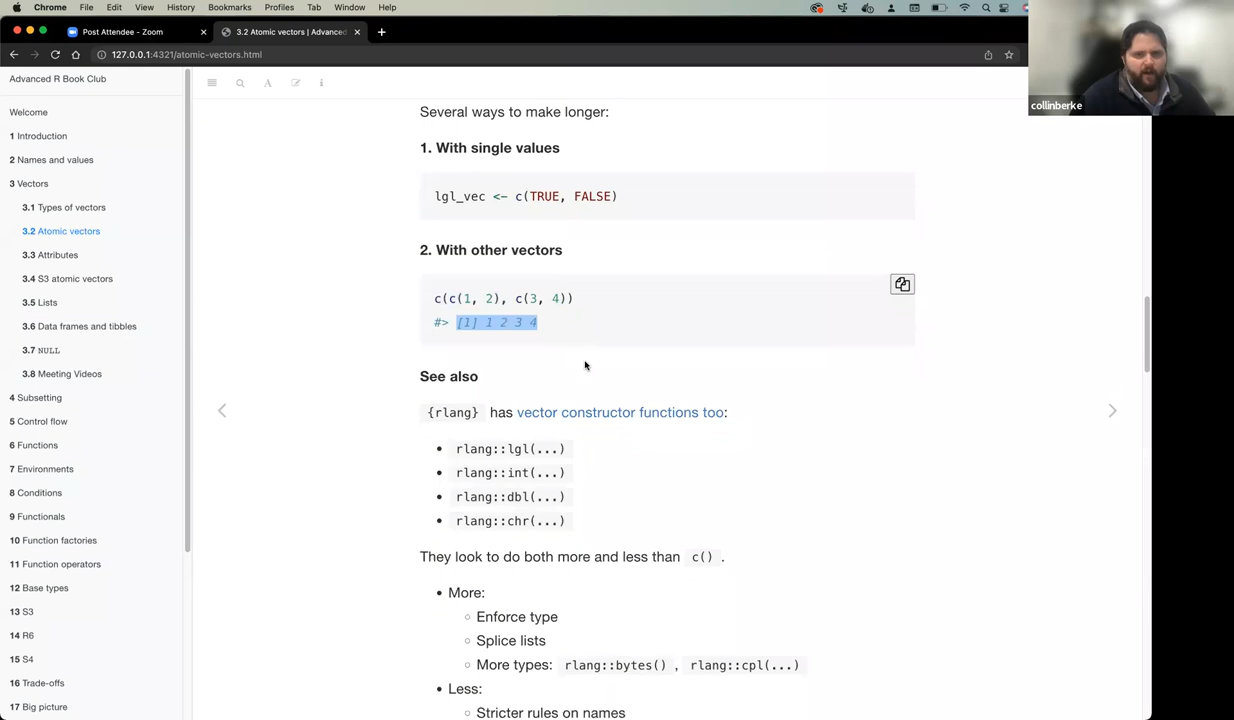 Chrome File Edit View History Bookmarks Profiles Tab Window Help
Post Attendee - Zoom
3.2 Atomic vectors | Advanced
127.0.0.1:4321/atomic-vectors.html
Advanced R Book Club
Welcome
1 Introduction
2 Names and values
3 Vectors
3.1 Types of vectors
3.2 Atomic vectors
3.3 Attributes
3.4 S3 atomic vectors
3.5 Lists
3.6 Data frames and tibbles
3.7 NULL
3.8 Meeting Videos
4 Subsetting
5 Control flow
6 Functions
7 Environments
8 Conditions
9 Functionals
10 Function factories
11 Function operators
12 Base types
13 S3
14 R6
15 S4
16 Trade-offs
17 Big picture
Several ways to make longer:
1. With single values
lgl_vec <- c(TRUE, FALSE)
2. With other vectors
c(c(1, 2), c(3, 4))
#> [1] 1 2 3 4
See also
{rlang} has vector constructor functions too:
• rlang::lgl(...)
• rlang::int(...)
• rlang::dbl(...)
• rlang::chr(...)
They look to do both more and less than c() .
• More:
○ Enforce type
○ Splice lists
○ More types: rlang::bytes() , rlang::cpl(...)
• Less:
○ Stricter rules on names
collinberke